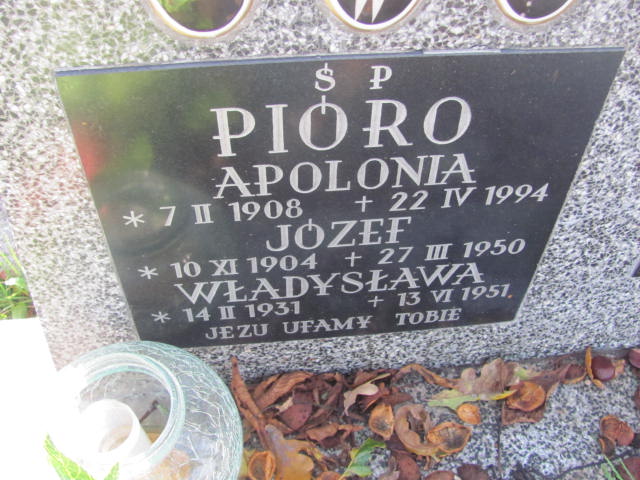 Ś P
PIÓRO
APOLONIA
* 7 II 1908 + 22 IV 1994
JÓZEF
* 10 XI 1904 + 27 III 1950
WŁADYSŁAWA
* 14 II 1931 + 13 VI 1951
JEZU UFAMY TOBIE